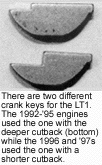 There are two different
crank keys for the LT1.
The 1992-'95 engines
used the one with the
deeper cutback (bottom)
while the 1996 and '97s
used the one with a
shorter cutback.